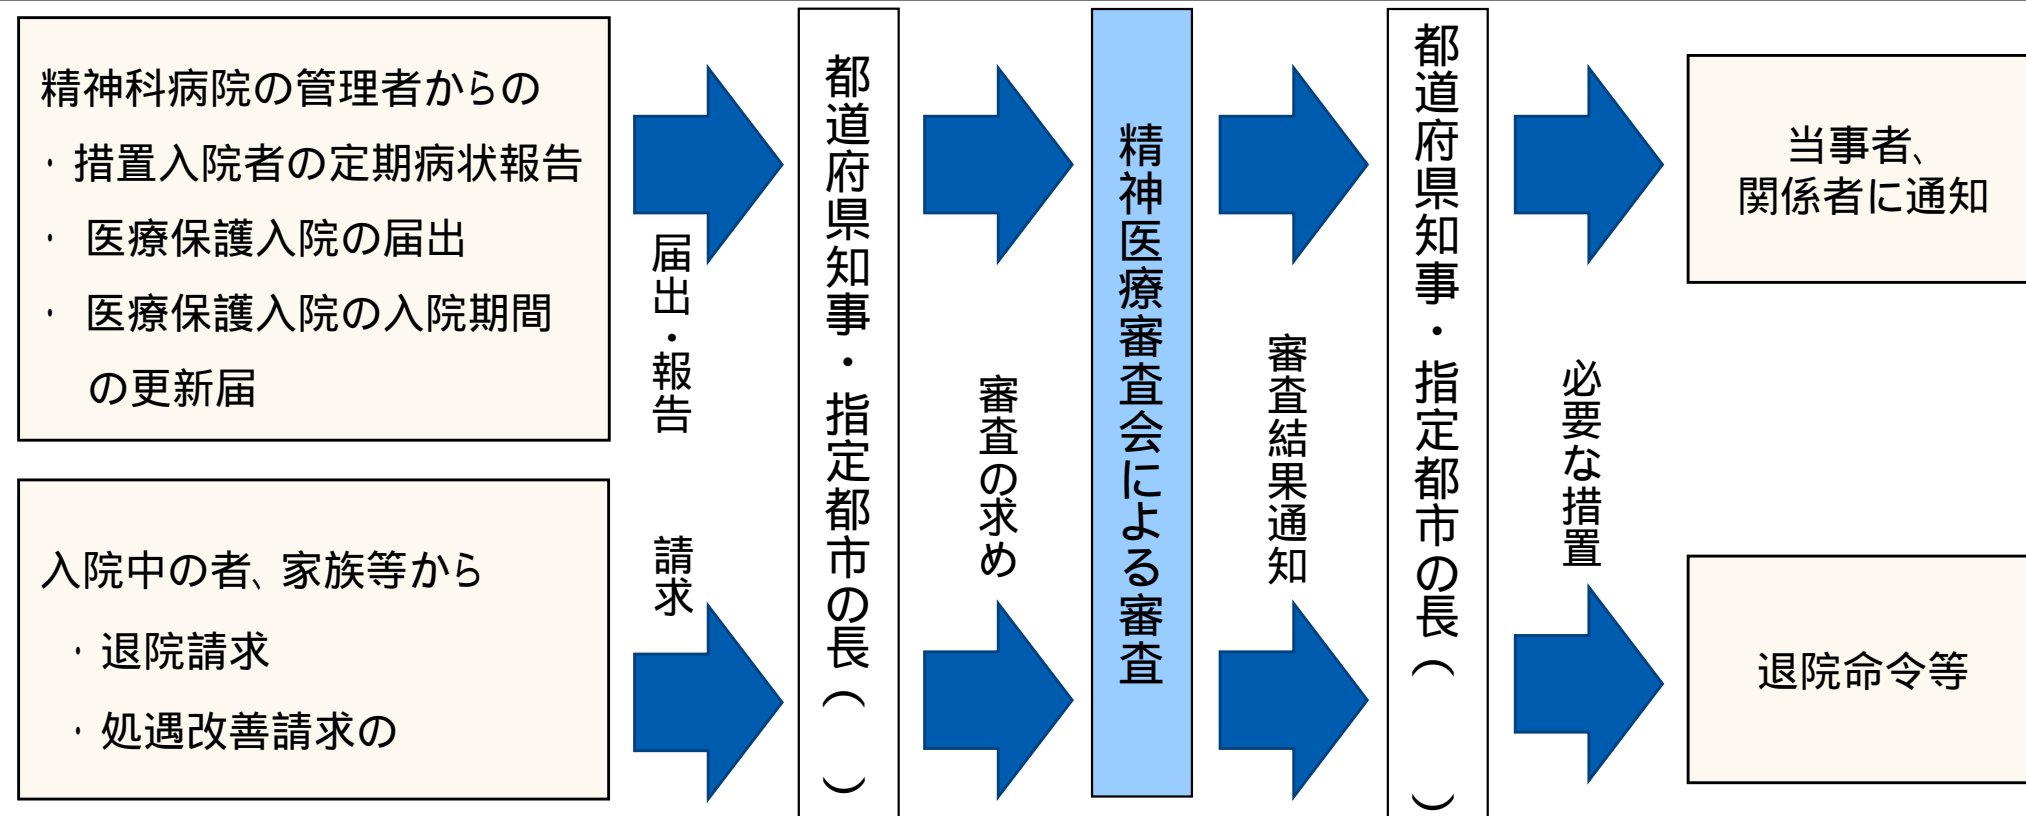 精神科病院の管理者からの
・措置入院者の定期病状報告
・ 医療保護入院の届出
・ 医療保護入院の入院期間
の更新届
入院中の者、家族等から
・退院請求
・処遇改善請求の
届出・報告
請求
都道府県知事・指定都市の長( )
審査の求め
精神医療審査会による審査
審査結果通知
都道府県知事・指定都市の長( )
必要な措置
当事者、
関係者に通知
退院命令等